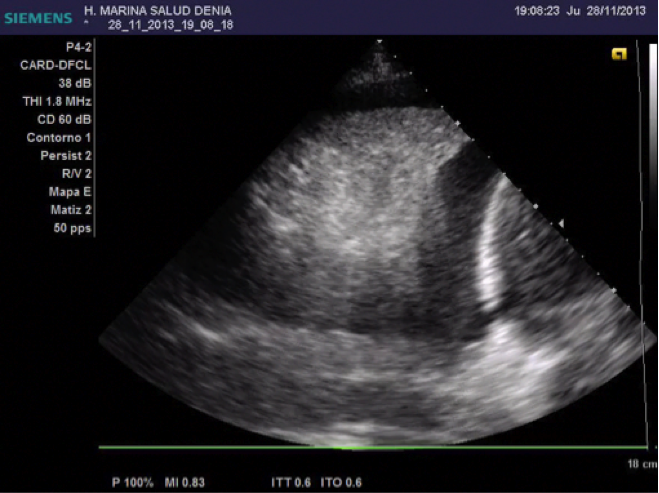 SIEMENS
H. MARINA SALUD DENIA
28_11_2013_19_08_18
19:08:23 Ju 28/11/2013
P4-2
CARD-DFCL
38 dB
THI 1.8 MHz
CD 60 dB
Contorno 1
Persist 2
R/V 2
Mapa E
Matiz 2
50 pps
18 cm
P 100% MI 0.83 ITT 0.6 ITO 0.6